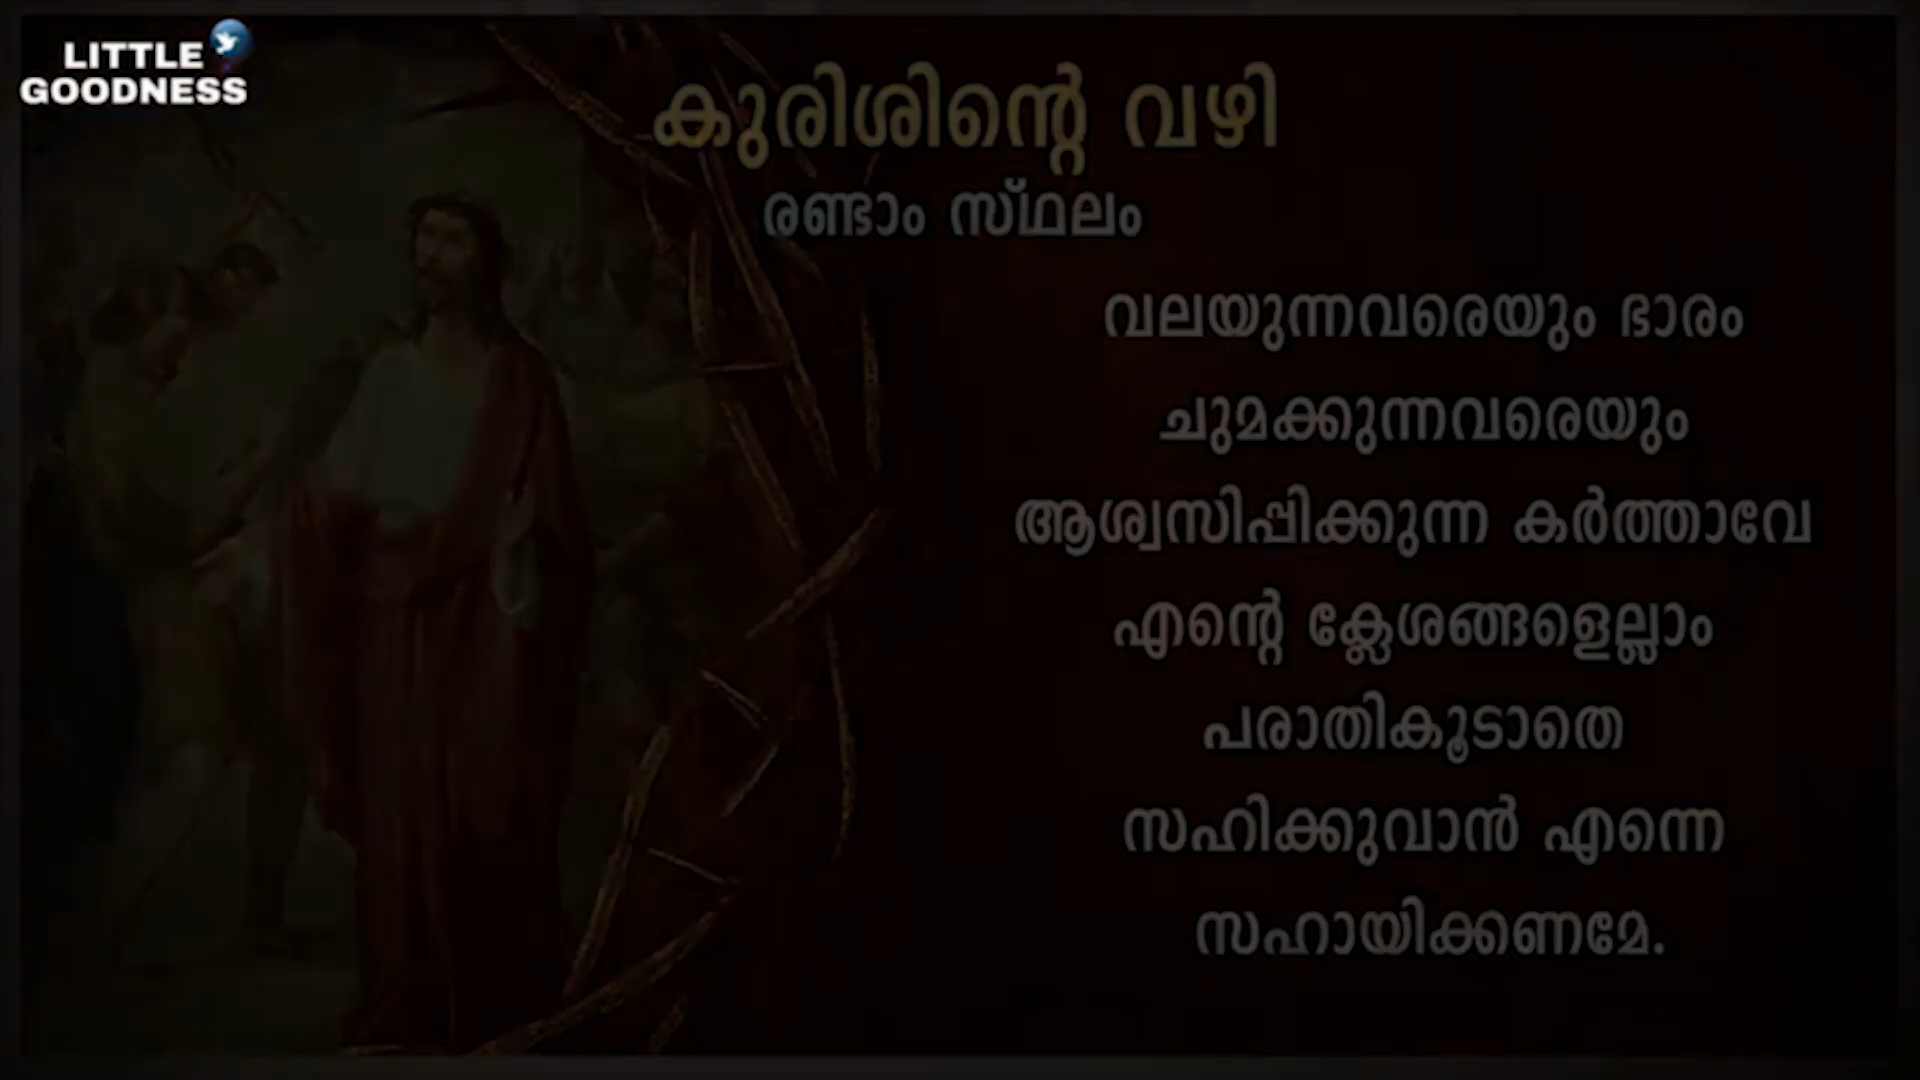 LITTLE
GOODNESS
കുരിശിന്റെ വഴി
രണ്ടാം സ്ഥലം
വലയുന്നവരെയും ഭാരം
ചുമക്കുന്നവരെയും
ആശ്വസിപ്പിക്കുന്ന കർത്താവേ
എന്റെ ക്ലേശങ്ങളെല്ലാം
പരാതികൂടാതെ
സഹിക്കുവാൻ എന്നെ
സഹായിക്കണമേ.